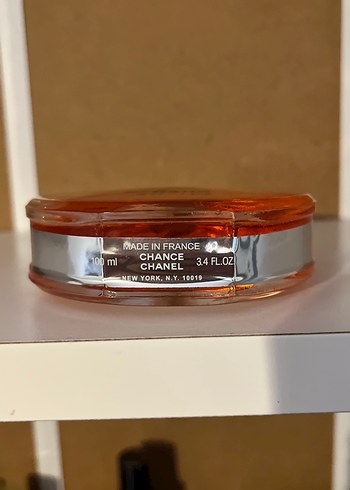 MADE IN FRANCE
100 ml CHANCE 3.4 FL.OZ.
CHANEL
NEW YORK, N.Y. 10019